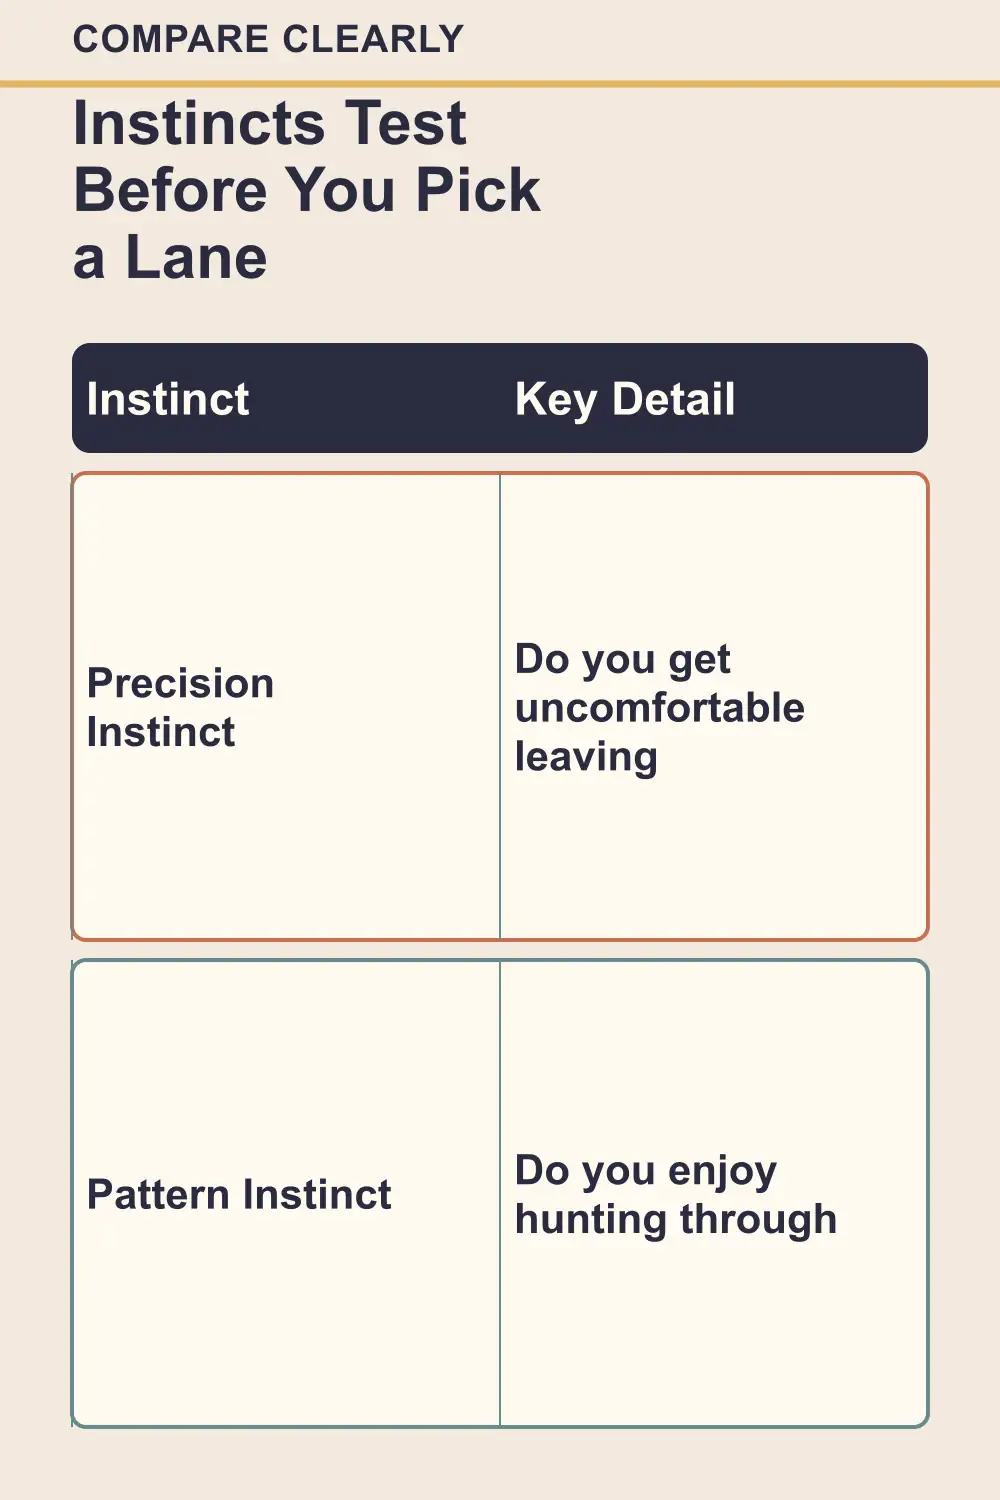 COMPARE CLEARLY
Instincts Test
Before You Pick
a Lane
Instinct
Key Detail
Precision
Instinct
Do you get
uncomfortable
leaving
Pattern Instinct
Do you enjoy
hunting through